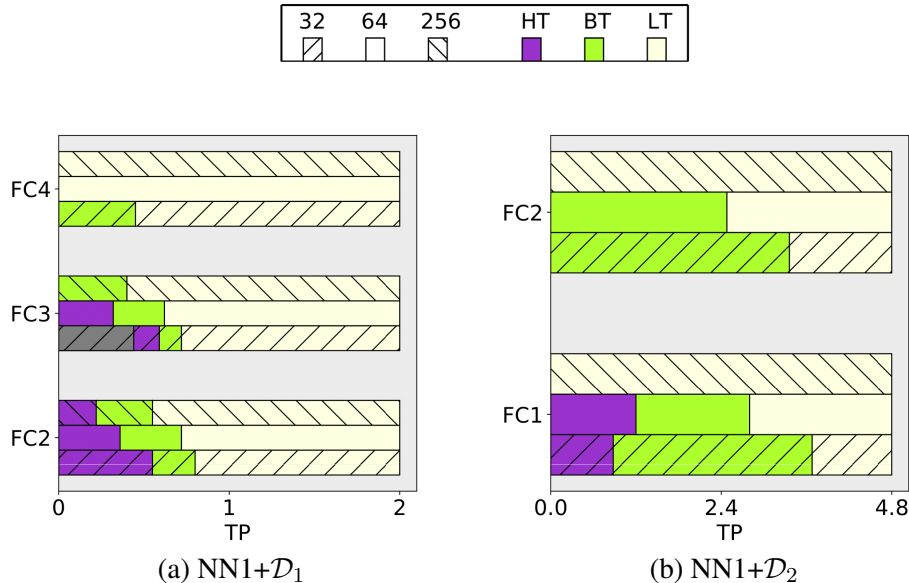 32 64 256 HT BT LT
FC4
FC3
FC2
0 1 2
TP
(a) NN1+𝒟₁
FC2
FC1
0.0 2.4 4.8
TP
(b) NN1+𝒟₂